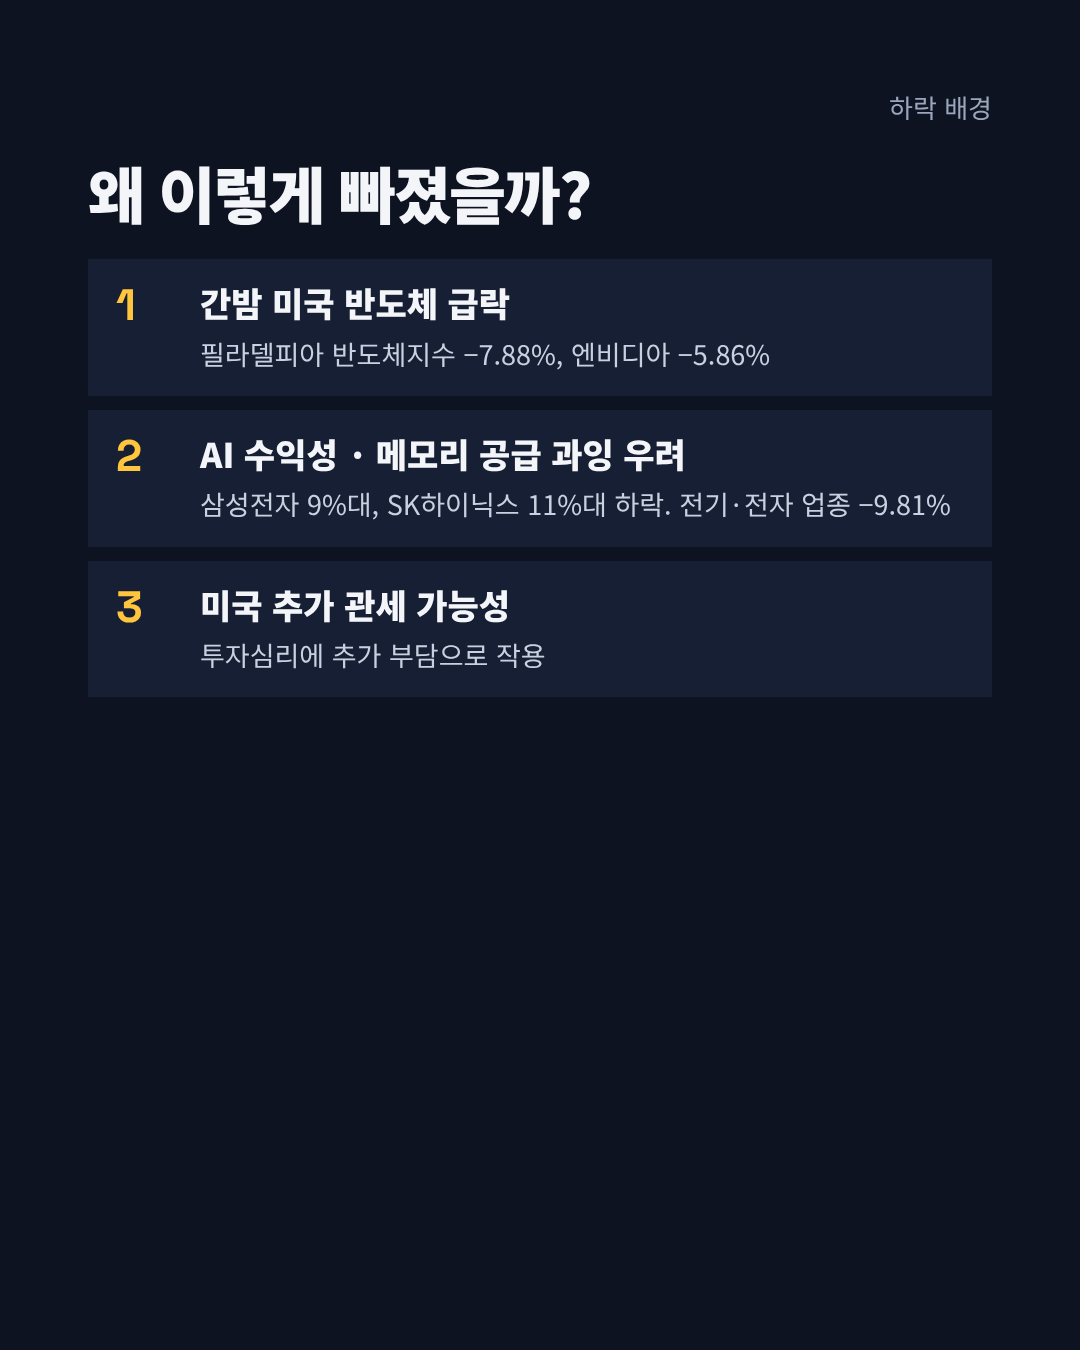 하락 배경
왜 이렇게 빠졌을까?
1
간밤 미국 반도체 급락
필라델피아 반도체지수 −7.88%, 엔비디아 −5.86%
2
AI 수익성 · 메모리 공급 과잉 우려
삼성전자 9%대, SK하이닉스 11%대 하락. 전기·전자 업종 −9.81%
3
미국 추가 관세 가능성
투자심리에 추가 부담으로 작용